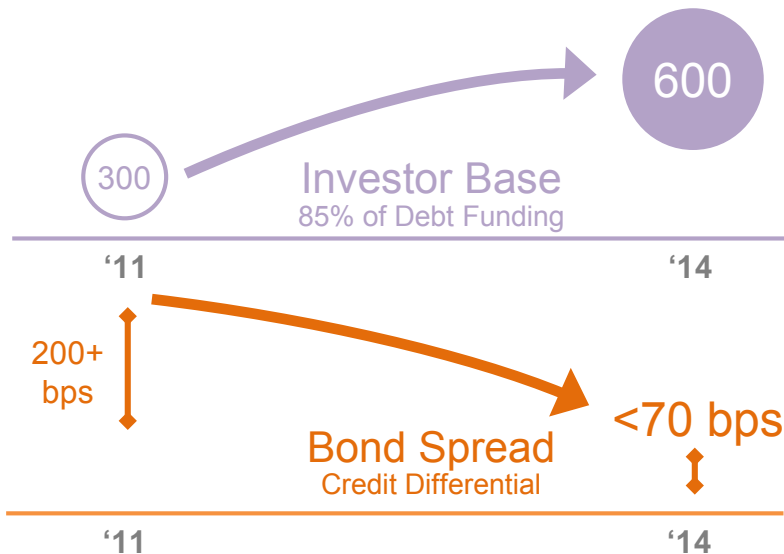 600
300
Investor Base
85% of Debt Funding
‘11
‘14
200+
bps
<70 bps
Bond Spread
Credit Differential
‘11
‘14